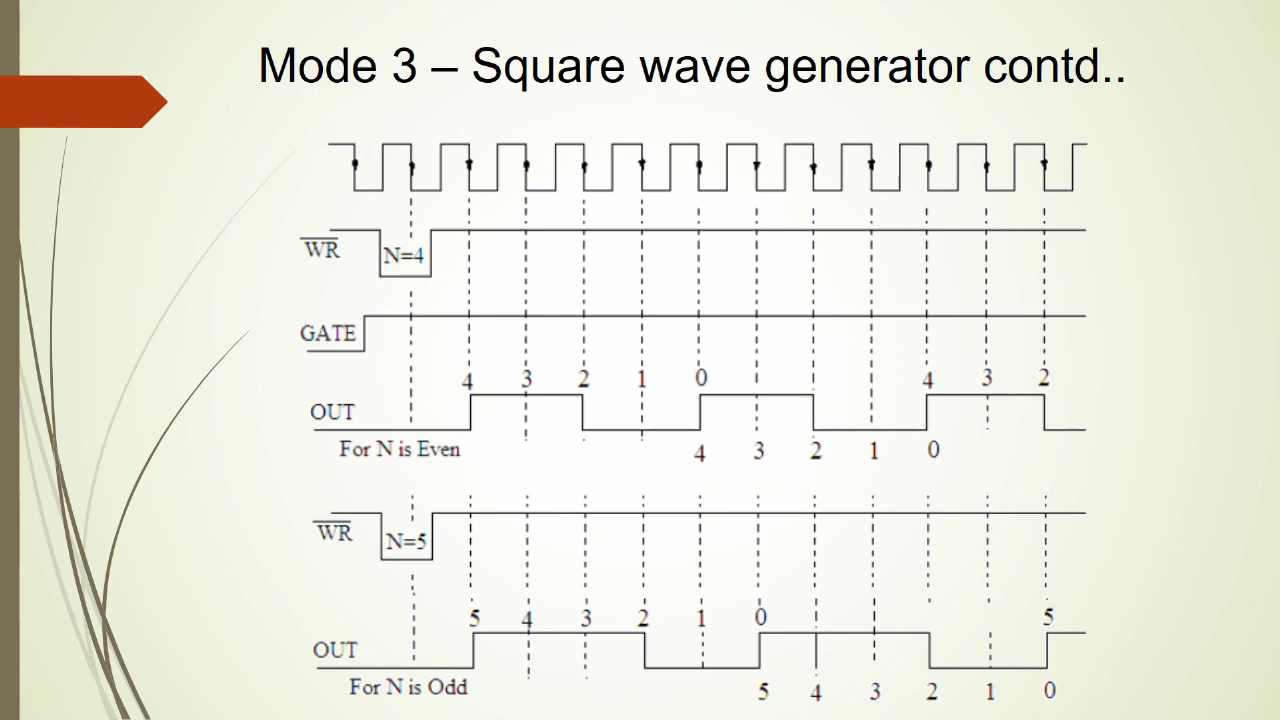 Mode 3 – Square wave generator contd..
WR
N=4
GATE
4 3 2 1 0 4 3 2
OUT
For N is Even
4 3 2 1 0
WR
N=5
5 4 3 2 1 0 5
OUT
For N is Odd
5 4 3 2 1 0